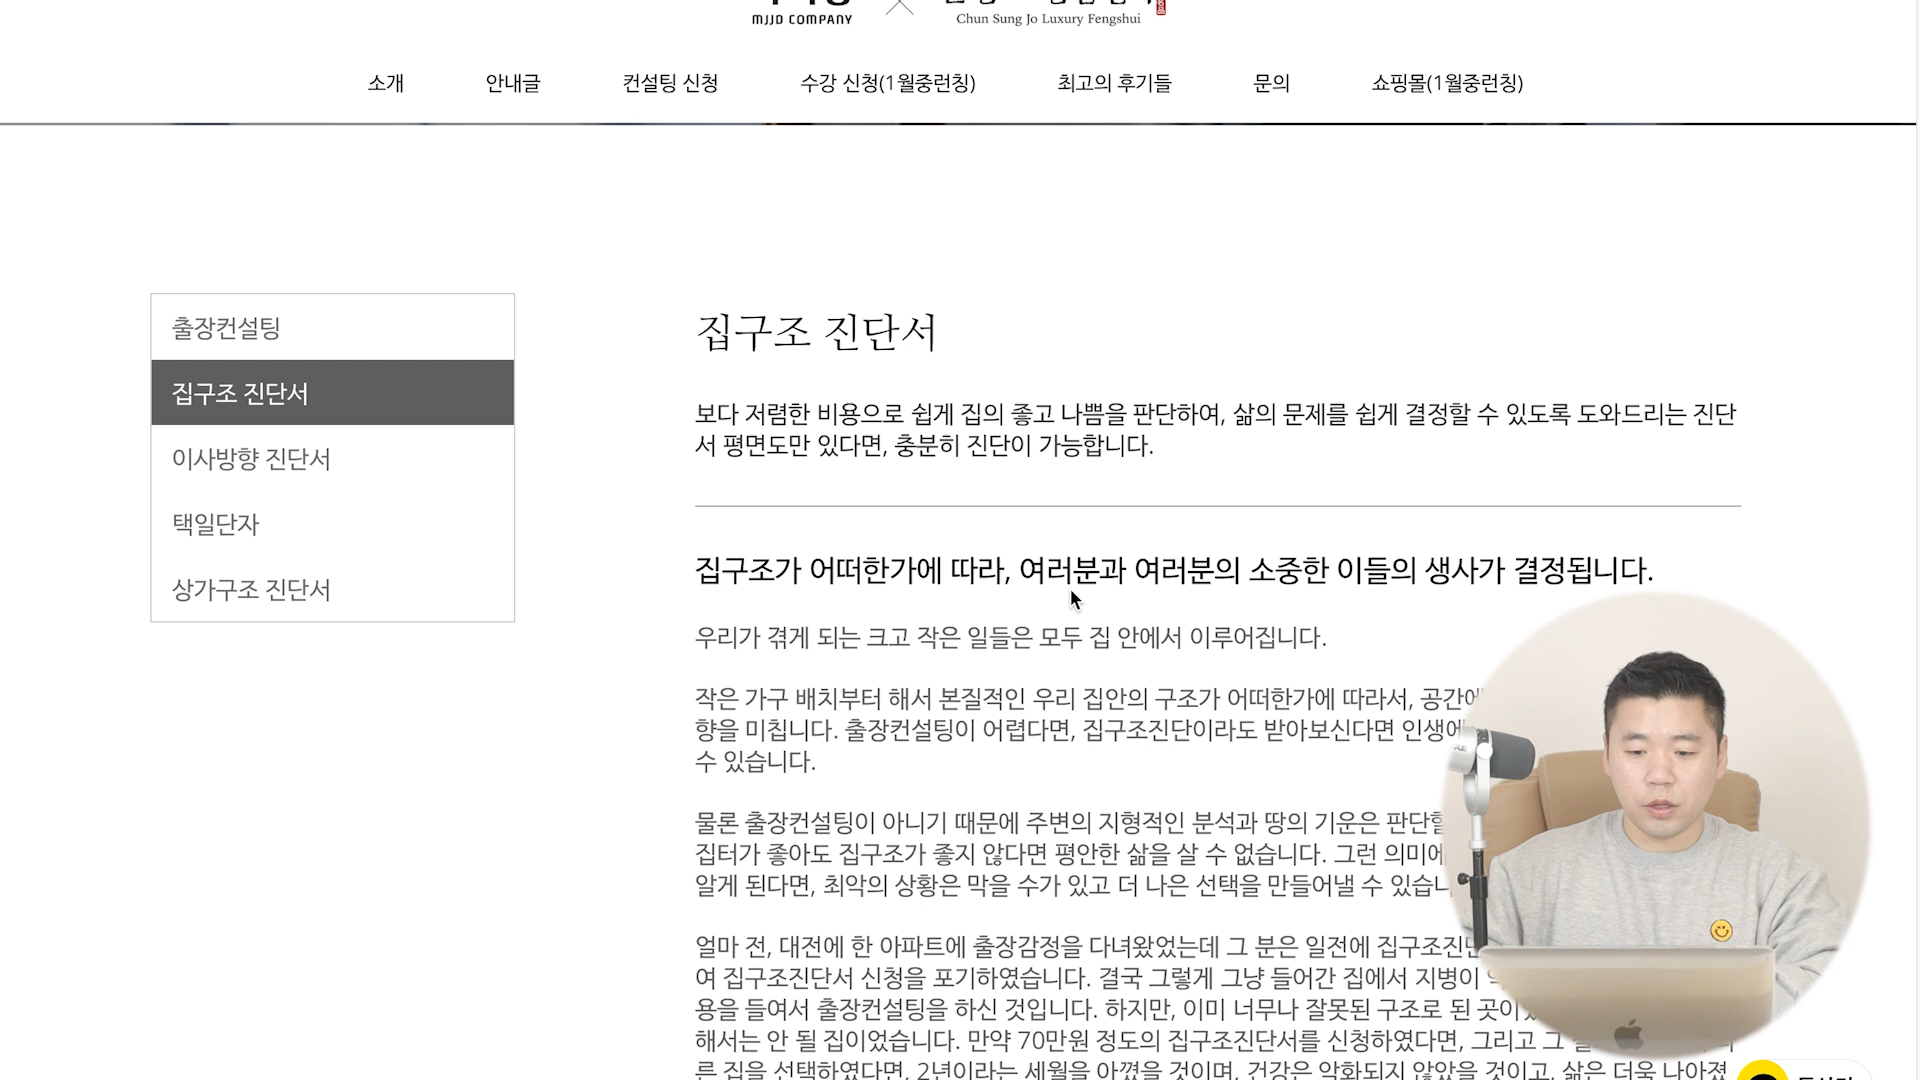 MJJD COMPANY
Chun Sung Jo Luxury Fengshui
소개
안내글
컨설팅 신청
수강 신청(1월중런칭)
최고의 후기들
문의
쇼핑몰(1월중런칭)
출장컨설팅
집구조 진단서
이사방향 진단서
택일단자
상가구조 진단서
집구조 진단서
보다 저렴한 비용으로 쉽게 집의 좋고 나쁨을 판단하여, 삶의 문제를 쉽게 결정할 수 있도록 도와드리는 진단
서 평면도만 있다면, 충분히 진단이 가능합니다.
집구조가 어떠한가에 따라, 여러분과 여러분의 소중한 이들의 생사가 결정됩니다.
우리가 겪게 되는 크고 작은 일들은 모두 집 안에서 이루어집니다.
작은 가구 배치부터 해서 본질적인 우리 집안의 구조가 어떠한가에 따라서,
향을 미칩니다. 출장컨설팅이 어렵다면, 집구조진단이라도 받아보신다면
수 있습니다.
물론 출장컨설팅이 아니기 때문에 주변의 지형적인 분석과 땅의 기운은
집터가 좋아도 집구조가 좋지 않다면 평안한 삶을 살 수 없습니다. 그런
알게 된다면, 최악의 상황은 막을 수가 있고 더 나은 선택을 만들어낼 수
얼마 전, 대전에 한 아파트에 출장감정을 다녀왔었는데 그 분은 일전에
여 집구조진단서 신청을 포기하였습니다. 결국 그렇게 그냥 들어간 집에서 지병이
용을 들여서 출장컨설팅을 하신 것입니다. 하지만, 이미 너무나 잘못된 구조로 된
해서는 안 될 집이었습니다. 만약 70만원 정도의 집구조진단서를 신청하였다면, 그리고 그
른 집을 선택하였다면, 2년이라는 세월을 아꼈을 것이며, 건강은 악화되지 않았을 것이고, 삶은 더욱 나아졌